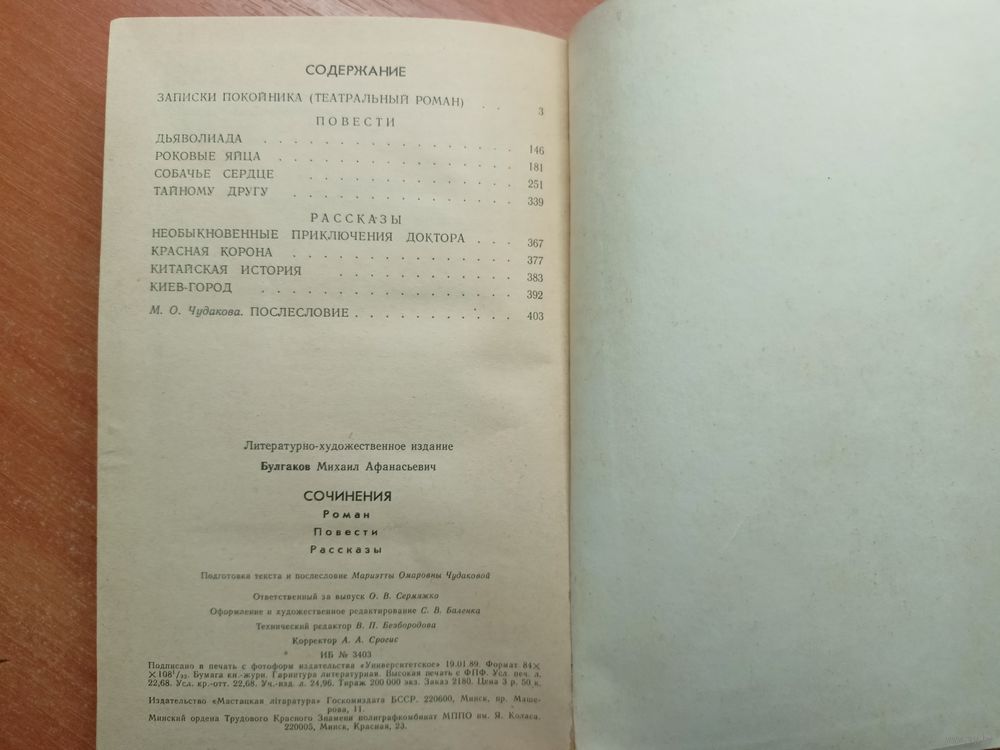 СОДЕРЖАНИЕ
ЗАПИСКИ ПОКОЙНИКА (ТЕАТРАЛЬНЫЙ РОМАН) . . 3
ПОВЕСТИ
ДЬЯВОЛИАДА . . . . . . . . . . . . . . . 146
РОКОВЫЕ ЯЙЦА . . . . . . . . . . . . . . 181
СОБАЧЬЕ СЕРДЦЕ . . . . . . . . . . . . . 251
ТАЙНОМУ ДРУГУ . . . . . . . . . . . . . 339
РАССКАЗЫ
НЕОБЫКНОВЕННЫЕ ПРИКЛЮЧЕНИЯ ДОКТОРА . . . 367
КРАСНАЯ КОРОНА . . . . . . . . . . . . . 377
КИТАЙСКАЯ ИСТОРИЯ . . . . . . . . . . . 383
КИЕВ-ГОРОД . . . . . . . . . . . . . . . 392
М. О. Чудакова. ПОСЛЕСЛОВИЕ . . . . . . . . . . . 403
Литературно-художественное издание
Булгаков Михаил Афанасьевич
СОЧИНЕНИЯ
Роман
Повести
Рассказы
Подготовка текста и послесловие Мариэтты Омаровны Чудаковой
Ответственный за выпуск О. В. Сермяжко
Оформление и художественное редактирование С. В. Баленка
Технический редактор В. П. Безбородова
Корректор А. А. Срогис
ИБ № 3403
Подписано в печать с фотоформ издательства «Университетское» 19.01.89. Формат 84×
×108¹/₃₂. Бумага кн.-журн. Гарнитура литературная. Высокая печать с ФПФ. Усл. печ. л.
22,68. Усл. кр.-отт. 22,68. Уч.-изд. л. 24,96. Тираж 200 000 экз. Заказ 2180. Цена 3 р. 50 к.
Издательство «Мастацкая літаратура» Госкомиздата БССР. 220600, Минск, пр. Маше-
рова, 11.
Минский ордена Трудового Красного Знамени полиграфкомбинат МППО им. Я. Коласа.
220005, Минск, Красная, 23.